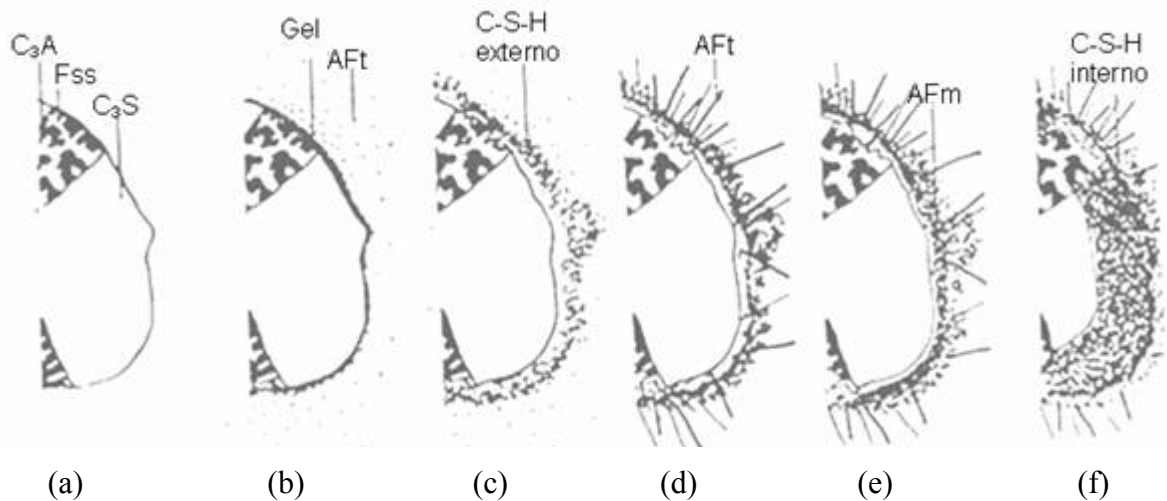 C₃A
Fss
C₃S
Gel
AFt
C-S-H
externo
AFt
AFm
C-S-H
interno
(a) (b) (c) (d) (e) (f)